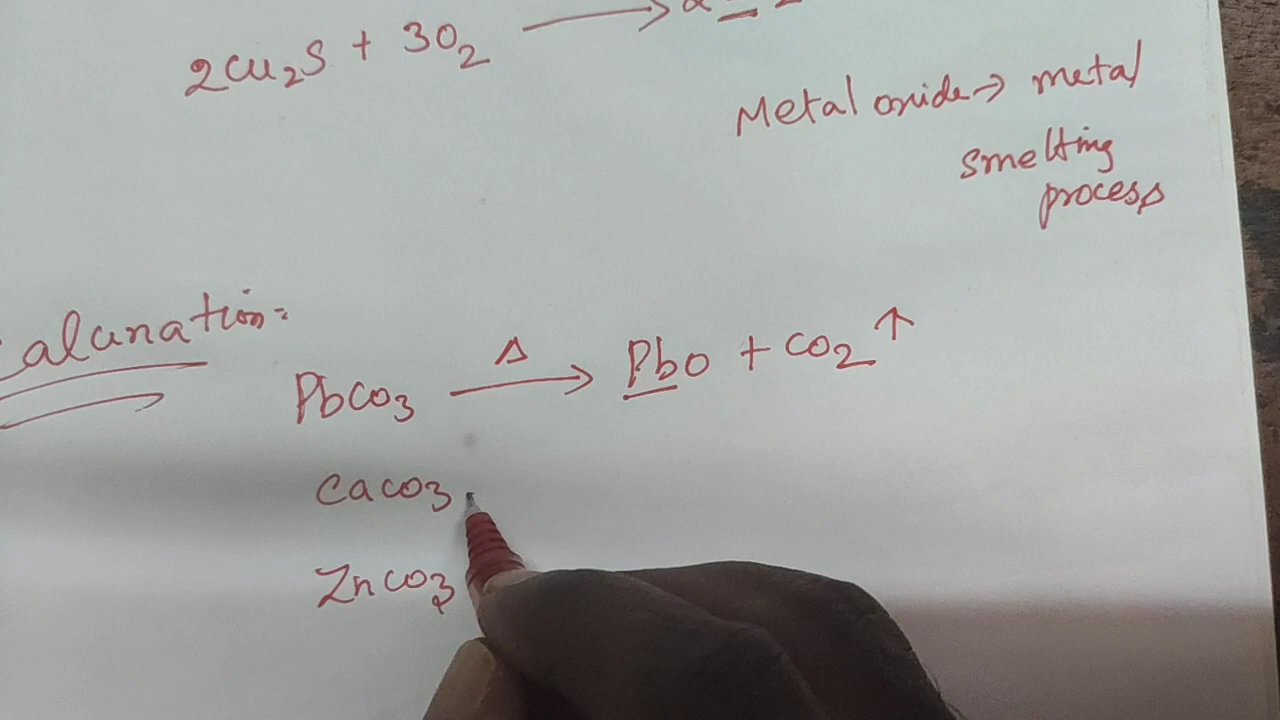 2Cu2S + 3O2 →
Metal oxide → metal
smelting
process
alcination:-
PbCO3 —Δ→ PbO + CO2 ↑
CaCO3
ZnCO3